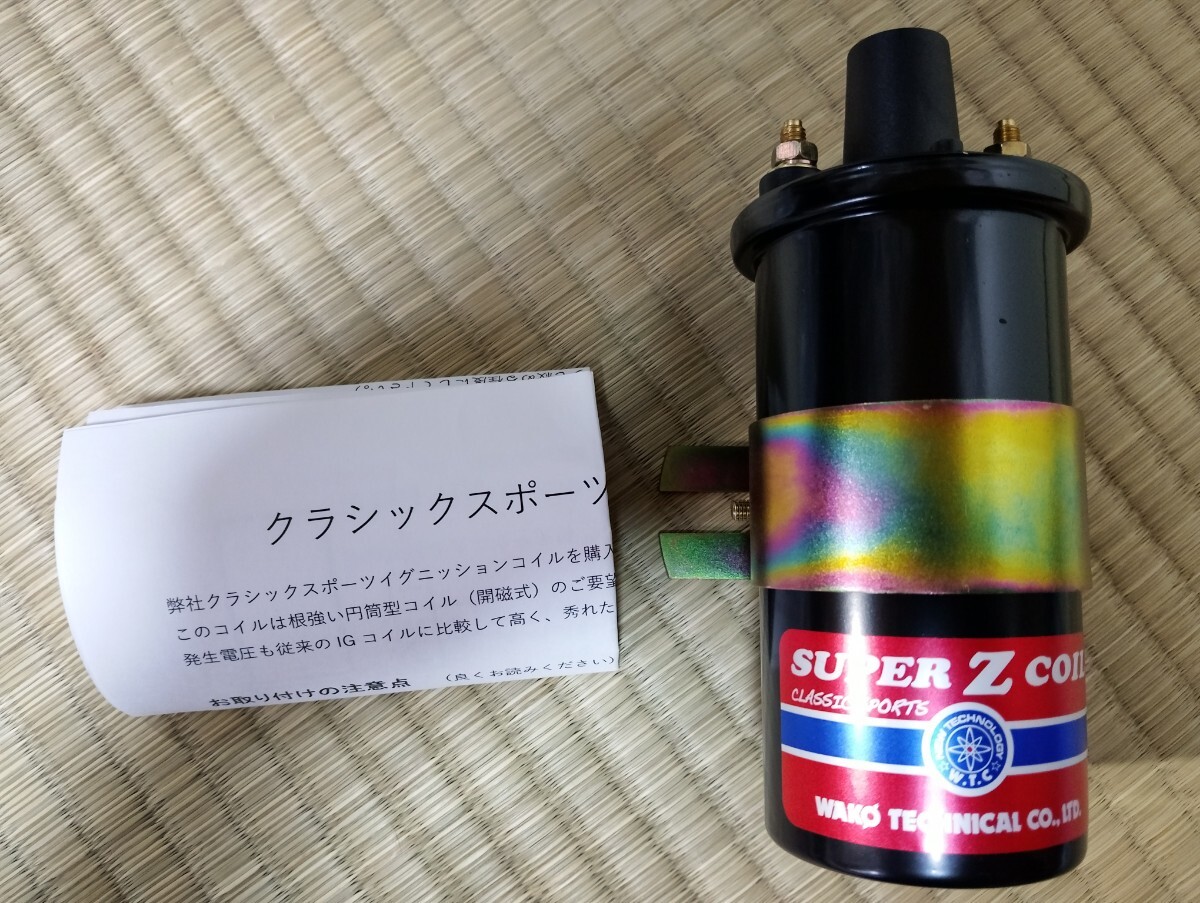 クラシックスポーツ
弊社クラシックスポーツイグニッションコイルを購入
このコイルは根強い円筒型コイル（開磁式）のご要望
発生電圧も従来のIGコイルに比較して高く、秀れた
お取り付けの注意点　（良くお読みください）
SUPER Z COIL
CLASSIC SPORTS
TECHNOLOGY
W.T.C
WAKO TECHNICAL CO., LTD.